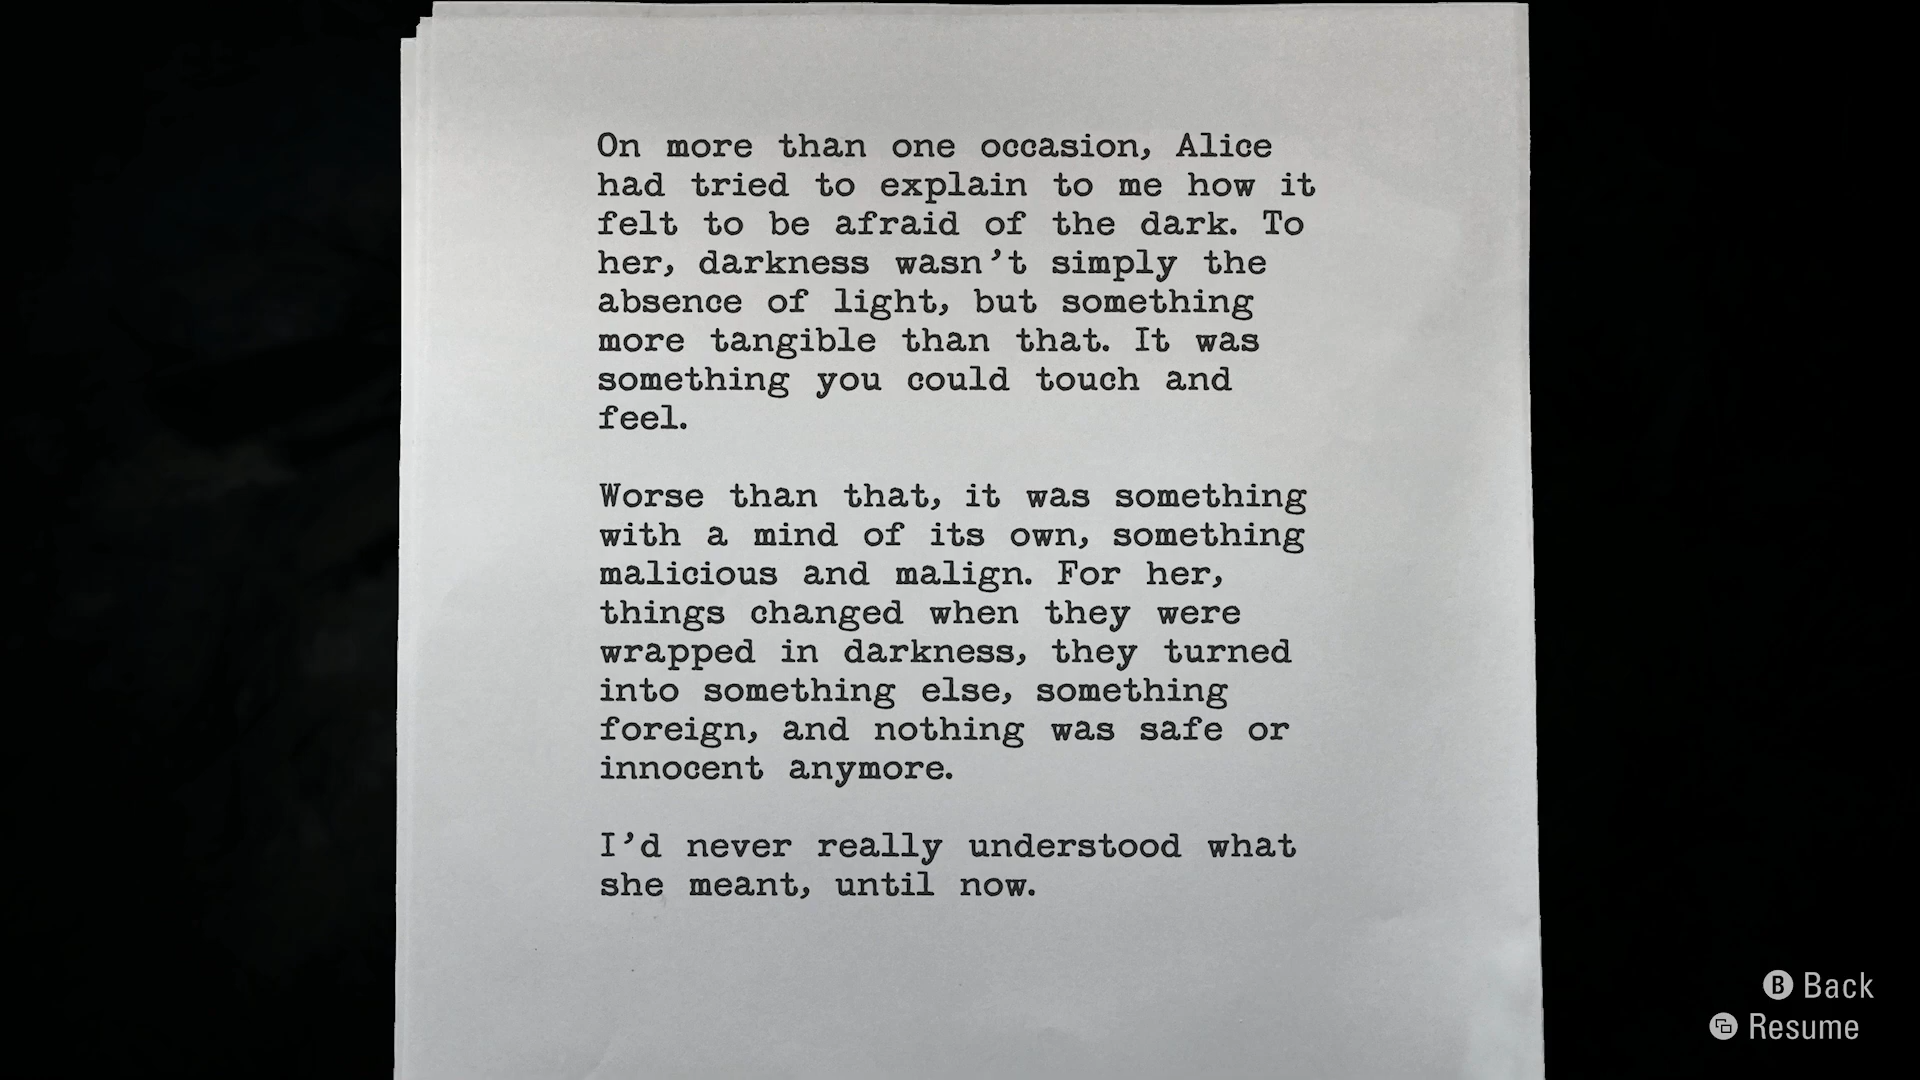 On more than one occasion, Alice
had tried to explain to me how it
felt to be afraid of the dark. To
her, darkness wasn’t simply the
absence of light, but something
more tangible than that. It was
something you could touch and
feel.
Worse than that, it was something
with a mind of its own, something
malicious and malign. For her,
things changed when they were
wrapped in darkness, they turned
into something else, something
foreign, and nothing was safe or
innocent anymore.
I’d never really understood what
she meant, until now.
B Back
Resume